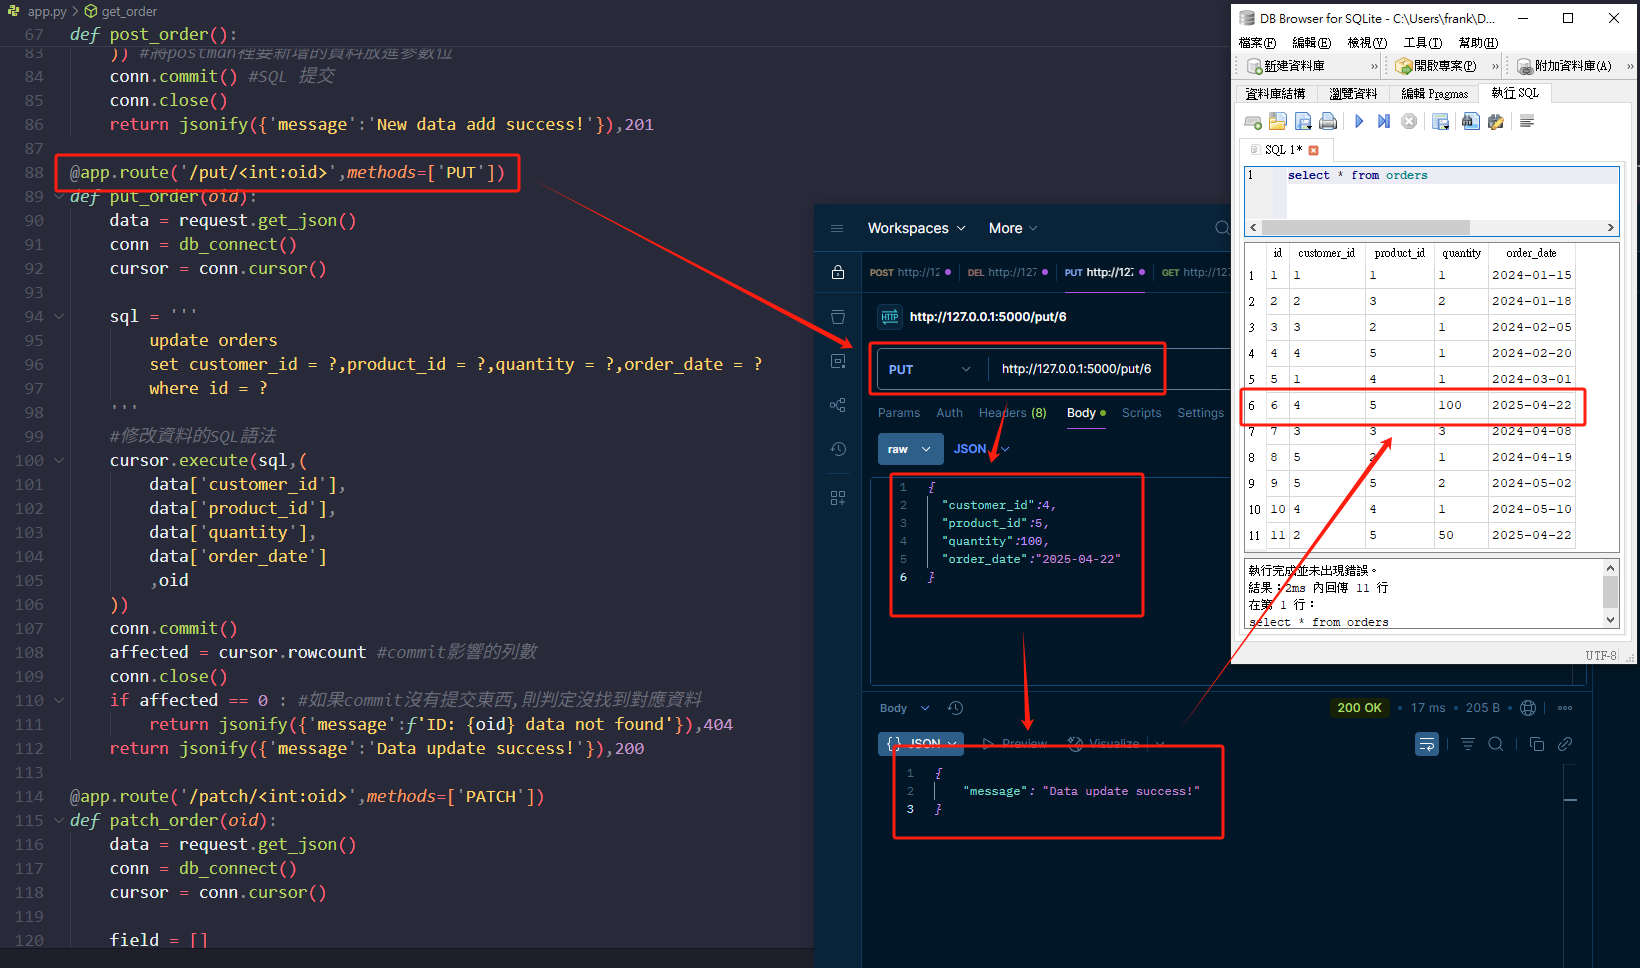 app.py > get_order
67 def post_order():
83 )) #將postman裡要新增的資料放進參數位
84 conn.commit() #SQL 提交
85 conn.close()
86 return jsonify({'message':'New data add success!'}),201
87
88 @app.route('/put/<int:oid>',methods=['PUT'])
89 def put_order(oid):
90 data = request.get_json()
91 conn = db_connect()
92 cursor = conn.cursor()
93
94 sql = '''
95 update orders
96 set customer_id = ?,product_id = ?,quantity = ?,order_date = ?
97 where id = ?
98 '''
99 #修改資料的SQL語法
100 cursor.execute(sql,(
101 data['customer_id'],
102 data['product_id'],
103 data['quantity'],
104 data['order_date']
105 ,oid
106 ))
107 conn.commit()
108 affected = cursor.rowcount #commit影響的列數
109 conn.close()
110 if affected == 0 : #如果commit沒有提交東西,則判定沒找到對應資料
111 return jsonify({'message':f'ID: {oid} data not found'}),404
112 return jsonify({'message':'Data update success!'}),200
113
114 @app.route('/patch/<int:oid>',methods=['PATCH'])
115 def patch_order(oid):
116 data = request.get_json()
117 conn = db_connect()
118 cursor = conn.cursor()
119
120 field = []
Workspaces More
POST http://12 DEL http://127 PUT http://127 GET http://127
HTTP http://127.0.0.1:5000/put/6
PUT http://127.0.0.1:5000/put/6
Params Auth Headers (8) Body Scripts Settings
raw JSON
1 {
2 "customer_id":4,
3 "product_id":5,
4 "quantity":100,
5 "order_date":"2025-04-22"
6 }
Body 200 OK • 17 ms • 205 B
{} JSON Preview Visualize
1 {
2 "message": "Data update success!"
3 }
DB Browser for SQLite - C:\Users\frank\D...
檔案(F) 編輯(E) 檢視(V) 工具(T) 幫助(H)
新建資料庫 » 開啟專案(P) » 附加資料庫(A) »
資料庫結構 瀏覽資料 編輯 Pragmas 執行 SQL
SQL 1*
1 select * from orders
id customer_id product_id quantity order_date
1 1 1 1 1 2024-01-15
2 2 2 3 2 2024-01-18
3 3 3 2 1 2024-02-05
4 4 4 5 1 2024-02-20
5 5 1 4 1 2024-03-01
6 6 4 5 100 2025-04-22
7 7 3 3 3 2024-04-08
8 8 5 2 1 2024-04-19
9 9 5 5 2 2024-05-02
10 10 4 4 1 2024-05-10
11 11 2 5 50 2025-04-22
執行完成並未出現錯誤。
結果：2ms 內回傳 11 行
在第 1 行：
select * from orders
UTF-8